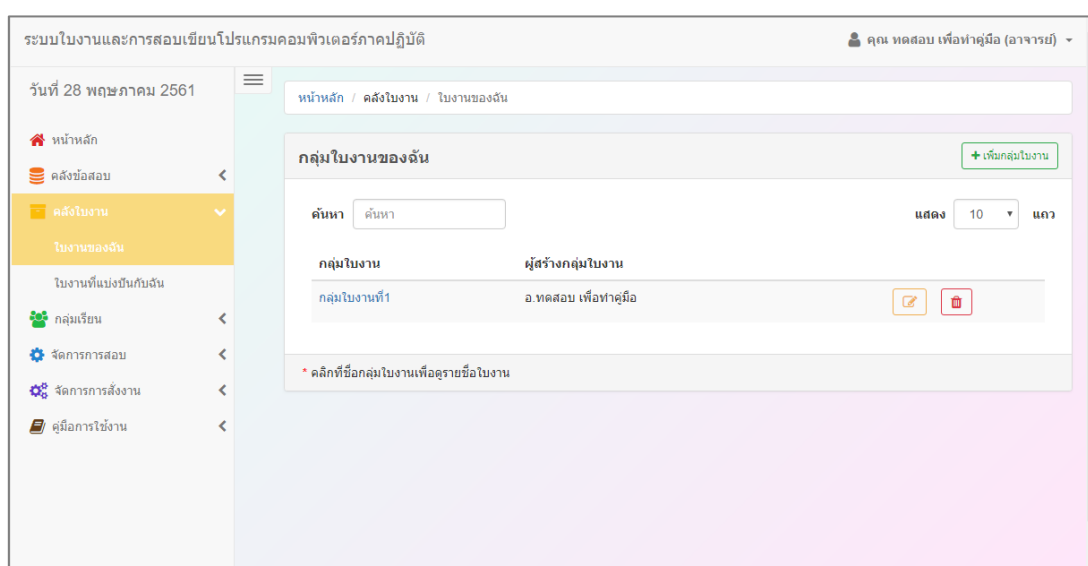 ระบบใบงานและการสอบเขียนโปรแกรมคอมพิวเตอร์ภาคปฏิบัติ
คุณ ทดสอบ เพื่อทำคู่มือ (อาจารย์)
วันที่ 28 พฤษภาคม 2561
หน้าหลัก / คลังใบงาน / ใบงานของฉัน
หน้าหลัก
คลังข้อสอบ
คลังใบงาน
ใบงานของฉัน
ใบงานที่แบ่งปันกับฉัน
กลุ่มเรียน
จัดการการสอบ
จัดการการสั่งงาน
คู่มือการใช้งาน
กลุ่มใบงานของฉัน
+ เพิ่มกลุ่มใบงาน
ค้นหา ค้นหา
แสดง 10 แถว
กลุ่มใบงาน ผู้สร้างกลุ่มใบงาน
กลุ่มใบงานที่1 อ.ทดสอบ เพื่อทำคู่มือ
* คลิกที่ชื่อกลุ่มใบงานเพื่อดูรายชื่อใบงาน